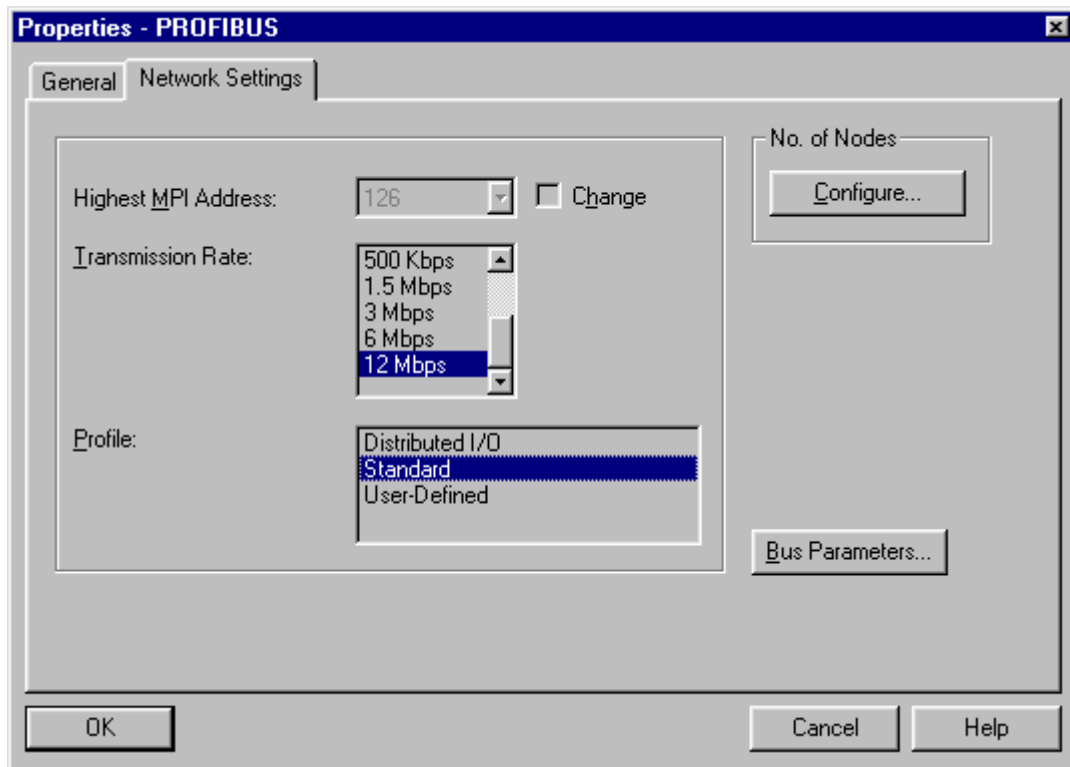 Properties - PROFIBUS
General
Network Settings
Highest MPI Address:
126
Change
No. of Nodes
Configure...
Transmission Rate:
500 Kbps
1.5 Mbps
3 Mbps
6 Mbps
12 Mbps
Profile:
Distributed I/O
Standard
User-Defined
Bus Parameters...
OK
Cancel
Help